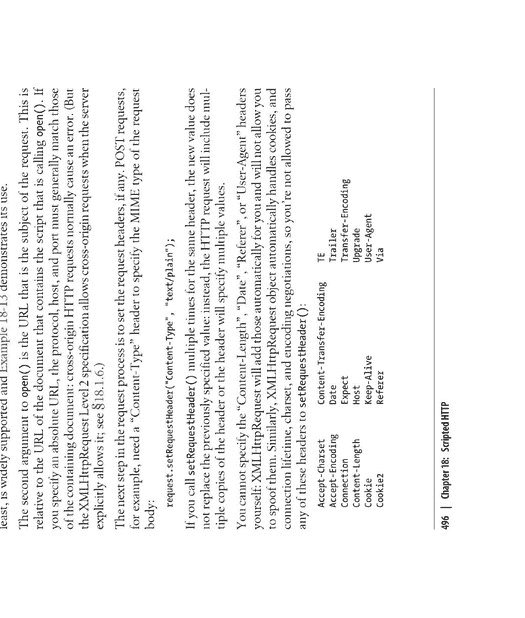 least, is widely supported and Example 18-13 demonstrates its use.
The second argument to open() is the URL that is the subject of the request. This is
relative to the URL of the document that contains the script that is calling open(). If
you specify an absolute URL, the protocol, host, and port must generally match those
of the containing document: cross-origin HTTP requests normally cause an error. (But
the XMLHttpRequest Level 2 specification allows cross-origin requests when the server
explicitly allows it; see §18.1.6.)
The next step in the request process is to set the request headers, if any. POST requests,
for example, need a “Content-Type” header to specify the MIME type of the request
body:
request.setRequestHeader("Content-Type", "text/plain");
If you call setRequestHeader() multiple times for the same header, the new value does
not replace the previously specified value: instead, the HTTP request will include mul-
tiple copies of the header or the header will specify multiple values.
You cannot specify the “Content-Length”, “Date”, “Referer”, or “User-Agent” headers
yourself: XMLHttpRequest will add those automatically for you and will not allow you
to spoof them. Similarly, XMLHttpRequest object automatically handles cookies, and
connection lifetime, charset, and encoding negotiations, so you’re not allowed to pass
any of these headers to setRequestHeader():
Accept-Charset Content-Transfer-Encoding TE
Accept-Encoding Date Trailer
Connection Expect Transfer-Encoding
Content-Length Host Upgrade
Cookie Keep-Alive User-Agent
Cookie2 Referer Via
496 | Chapter 18: Scripted HTTP